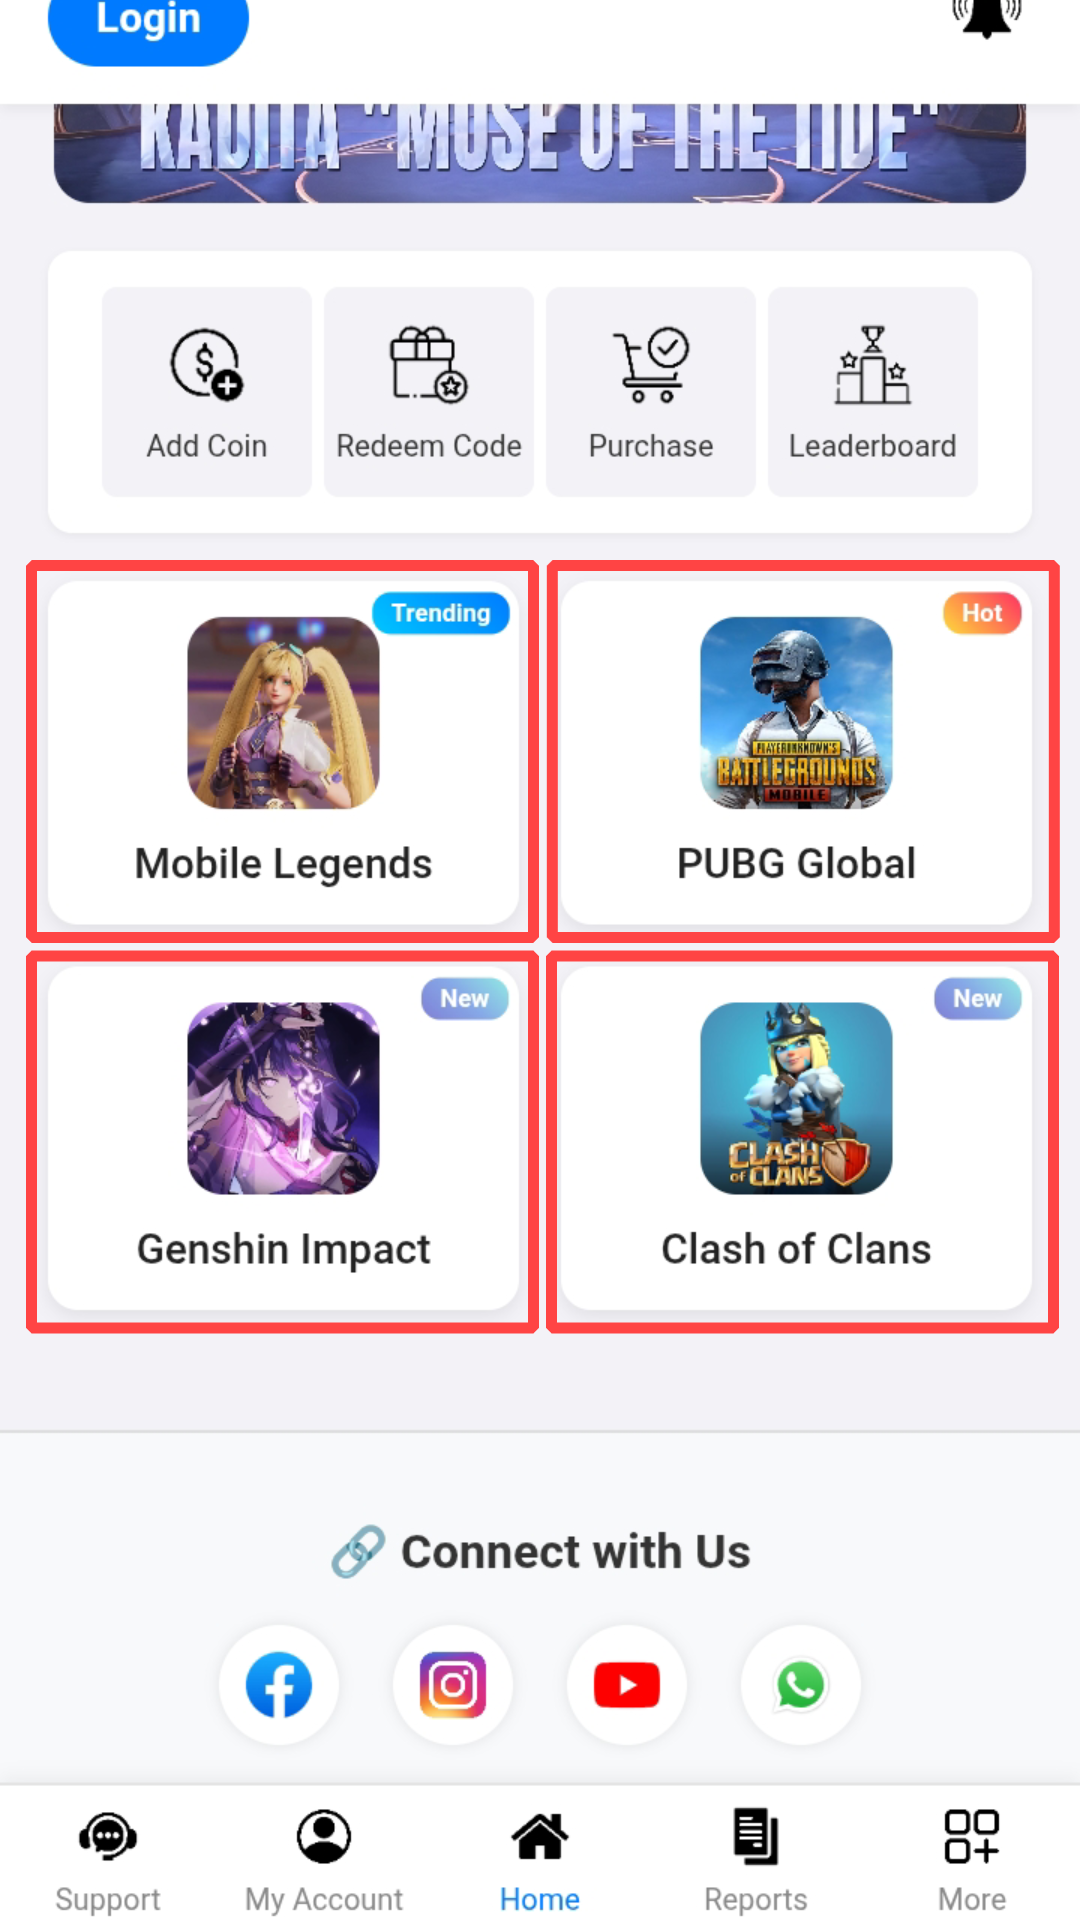 Login
KADITA "MUSE OF THE TIDE"
Add Coin
Redeem Code
Purchase
Leaderboard
Trending
Hot
PLAYERUNKNOWN'S
BATTLEGROUNDS
MOBILE
Mobile Legends
PUBG Global
New
New
CLASH
of CLANS
Genshin Impact
Clash of Clans
🔗 Connect with Us
Support
My Account
Home
Reports
More